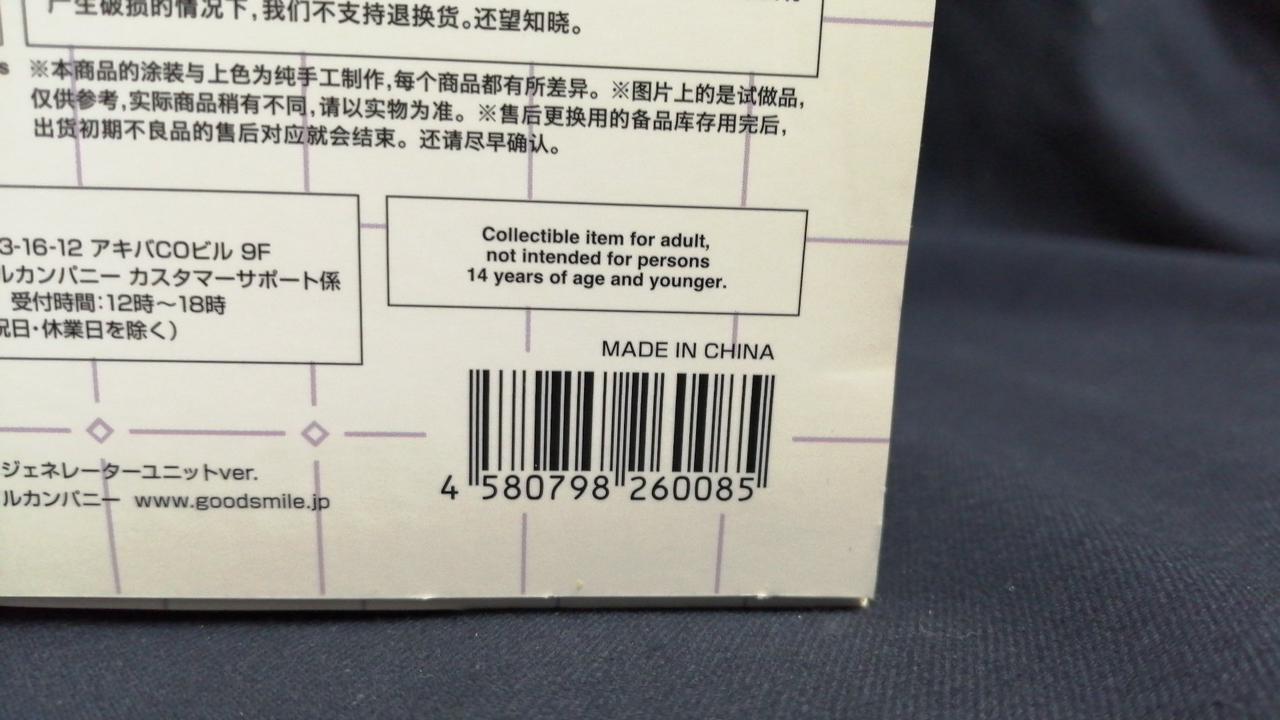 产生破损的情况下,我们不支持退换货。还望知晓。
s
※本商品的涂装与上色为纯手工制作,每个商品都有所差异。※图片上的是试做品,
仅供参考,实际商品稍有不同,请以实物为准。※售后更换用的备品库存用完后,
出货初期不良品的售后对应就会结束。还请尽早确认。
3-16-12 アキバCOビル 9F
ルカンパニー カスタマーサポート係
受付時間:12時〜18時
祝日・休業日を除く)
Collectible item for adult,
not intended for persons
14 years of age and younger.
MADE IN CHINA
4 580798 260085
ジェネレーターユニットver.
ルカンパニー www.goodsmile.jp